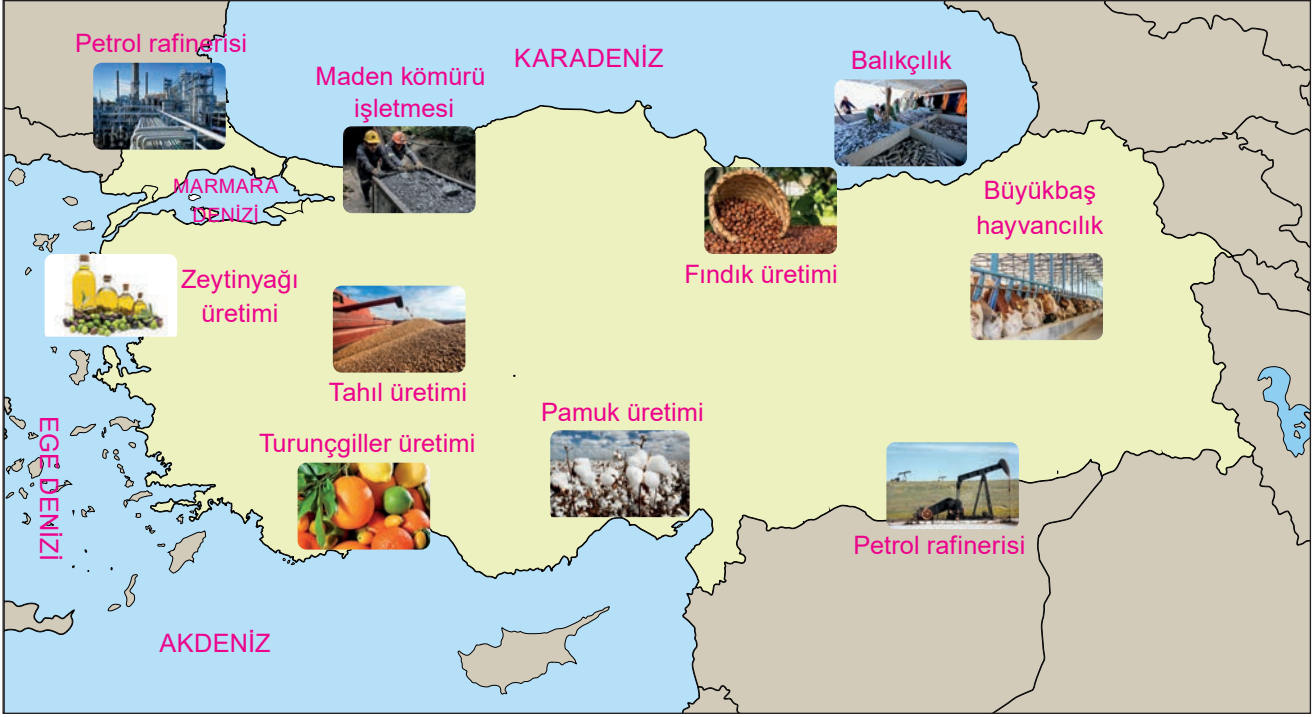 Petrol rafinerisi
Maden kömürü
işletmesi
KARADENİZ
Balıkçılık
MARMARA
DENİZİ
Büyükbaş
hayvancılık
Fındık üretimi
Zeytinyağı
üretimi
Tahıl üretimi
Pamuk üretimi
Turunçgiller üretimi
EGE DENİZİ
Petrol rafinerisi
AKDENİZ